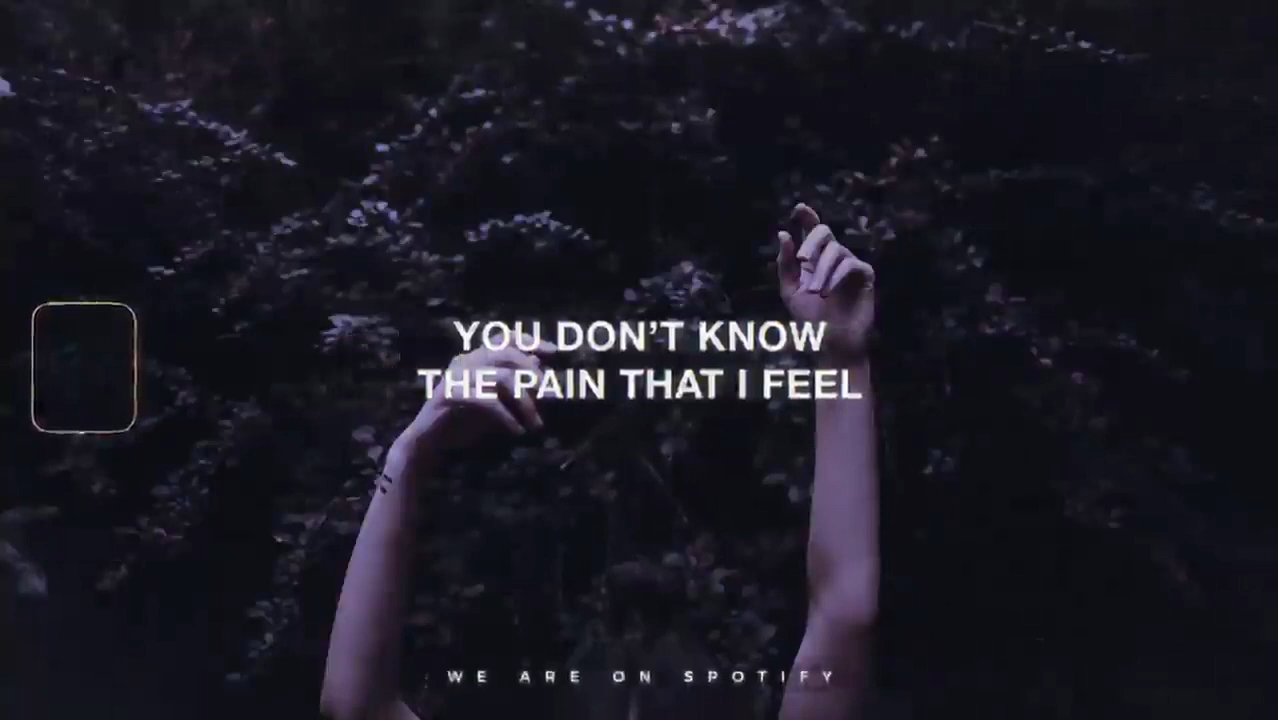 YOU DON’T KNOW
THE PAIN THAT I FEEL
WE ARE ON SPOTIFY